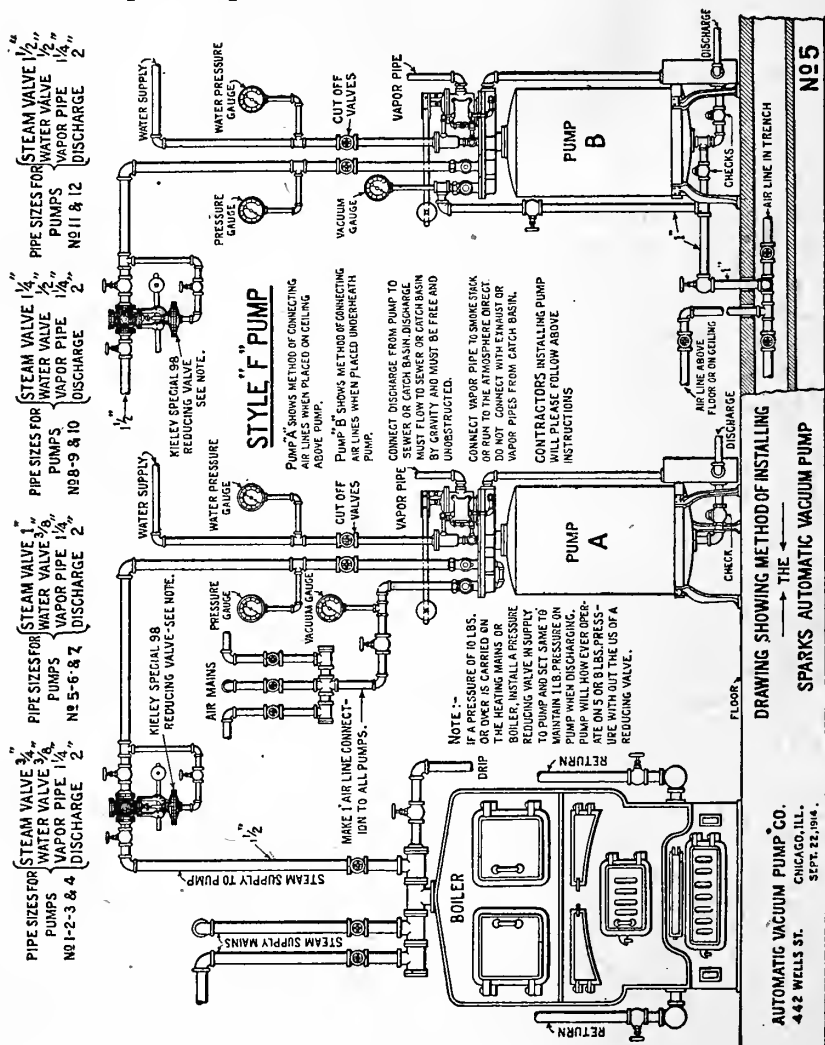 PIPE SIZES FOR
PUMPS
Nº 1-2-3 & 4
STEAM VALVE 3/4"
WATER VALVE 3/8"
VAPOR PIPE 1 1/4"
DISCHARGE 2"
PIPE SIZES FOR
PUMPS
Nº 5-6-& 7
STEAM VALVE 1"
WATER VALVE 3/8"
VAPOR PIPE 1 1/4"
DISCHARGE 2"
PIPE SIZES FOR
PUMPS
Nº 8-9 & 10
STEAM VALVE 1 1/4"
WATER VALVE 1/2"
VAPOR PIPE 1 1/4"
DISCHARGE 2"
PIPE SIZES FOR
PUMPS
Nº 11 & 12
STEAM VALVE 1 1/2"
WATER VALVE 1/2"
VAPOR PIPE 1 1/4"
DISCHARGE 2"
KIELEY SPECIAL 98
REDUCING VALVE-SEE NOTE.
WATER SUPPLY
1 1/2"
KIELEY SPECIAL 98
REDUCING VALVE
SEE NOTE.
WATER SUPPLY
STEAM SUPPLY MAINS
STEAM SUPPLY TO PUMP
1/2"
AIR MAINS
PRESSURE
GAUGE
WATER PRESSURE
GAUGE
VACUUM GAUGE
CUT OFF
VALVES
MAKE 1" AIR LINE CONNECT-
ION TO ALL PUMPS.
VAPOR PIPE
STYLE "F" PUMP
PUMP A SHOWS METHOD OF CONNECTING
AIR LINES WHEN PLACED ON CEILING
ABOVE PUMP.
PUMP "B" SHOWS METHOD OF CONNECTING
AIR LINES WHEN PLACED UNDERNEATH
PUMP.
CONNECT DISCHARGE FROM PUMP TO
SEWER OR CATCH BASIN. DISCHARGE
MUST FLOW TO SEWER OR CATCH BASIN
BY GRAVITY AND MUST BE FREE AND
UNOBSTRUCTED.
CONNECT VAPOR PIPE TO SMOKE STACK
OR RUN TO THE ATMOSPHERE DIRECT.
DO NOT CONNECT WITH EXHAUST OR
VAPOR PIPES FROM CATCH BASIN.
CONTRACTORS INSTALLING PUMP
WILL PLEASE FOLLOW ABOVE
INSTRUCTIONS
PRESSURE
GAUGE
WATER PRESSURE
GAUGE
VACUUM
GAUGE
CUT OFF
VALVES
VAPOR PIPE
DRIP
BOILER
RETURN
RETURN
NOTE:-
IF A PRESSURE OF 10 LBS.
OR OVER IS CARRIED ON
THE HEATING MAINS OR
BOILER, INSTALL A PRESSURE
REDUCING VALVE IN SUPPLY
TO PUMP AND SET SAME TO
MAINTAIN 1 LB. PRESSURE ON
PUMP WHEN DISCHARGING.
PUMP WILL HOW EVER OPER-
ATE ON 5 OR 8 LBS. PRESS-
URE WITH OUT THE US OF A
REDUCING VALVE.
PUMP
A
CHECK
DISCHARGE
FLOOR
PUMP
B
CHECKS
DISCHARGE
1"
1"
AIR LINE ABOVE
FLOOR OR ON CEILING
AIR LINE IN TRENCH
AUTOMATIC VACUUM PUMP CO.
442 WELLS ST. CHICAGO, ILL.
SEPT. 22, 1914.
DRAWING SHOWING METHOD OF INSTALLING
THE
SPARKS AUTOMATIC VACUUM PUMP
Nº 5